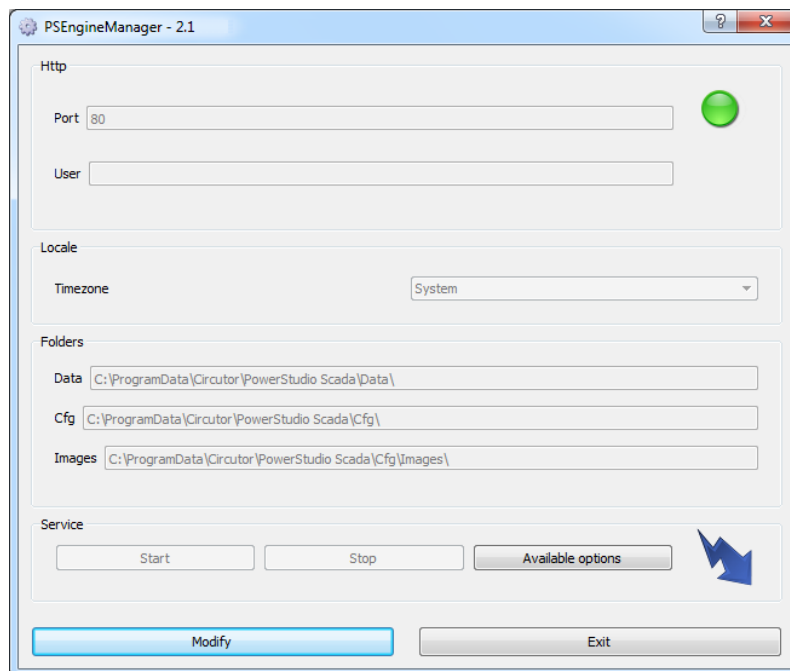 PSEngineManager - 2.1
?
Http
Port 80
User
Locale
Timezone System
Folders
Data C:\ProgramData\Circutor\PowerStudio Scada\Data\
Cfg C:\ProgramData\Circutor\PowerStudio Scada\Cfg\
Images C:\ProgramData\Circutor\PowerStudio Scada\Cfg\Images\
Service
Start Stop Available options
Modify Exit